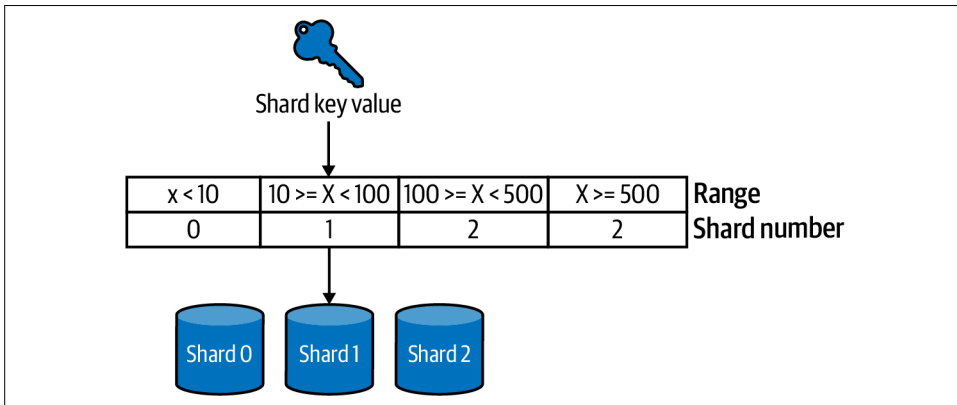 Shard key value
x < 10 10 >= X < 100 100 >= X < 500 X >= 500 Range
0 1 2 2 Shard number
Shard 0 Shard 1 Shard 2